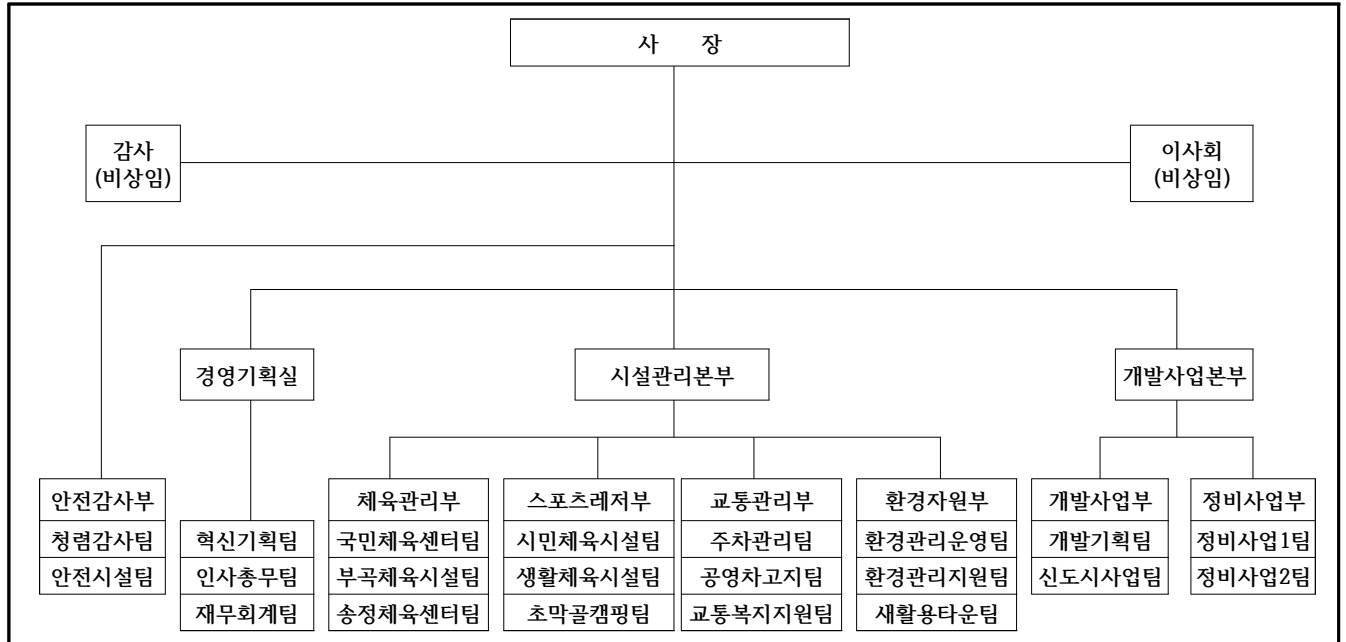 사 장
감사
(비상임)
이사회
(비상임)
경영기획실
시설관리본부
개발사업본부
안전감사부
청렴감사팀
안전시설팀
혁신기획팀
인사총무팀
재무회계팀
체육관리부
국민체육센터팀
부곡체육시설팀
송정체육센터팀
스포츠레저부
시민체육시설팀
생활체육시설팀
초막골캠핑팀
교통관리부
주차관리팀
공영차고지팀
교통복지지원팀
환경자원부
환경관리운영팀
환경관리지원팀
새활용타운팀
개발사업부
개발기획팀
신도시사업팀
정비사업부
정비사업1팀
정비사업2팀